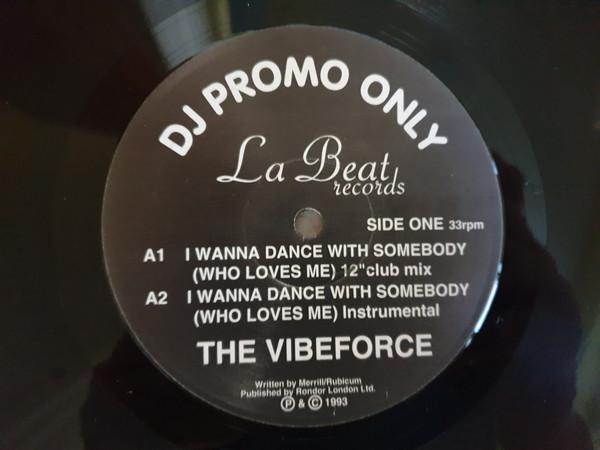 DJ PROMO ONLY
La Beat
records
SIDE ONE 33rpm
A1 I WANNA DANCE WITH SOMEBODY
(WHO LOVES ME) 12"club mix
A2 I WANNA DANCE WITH SOMEBODY
(WHO LOVES ME) Instrumental
THE VIBEFORCE
Written by Merrill/Rubicum
Published by Rondor London Ltd.
Ⓟ & © 1993